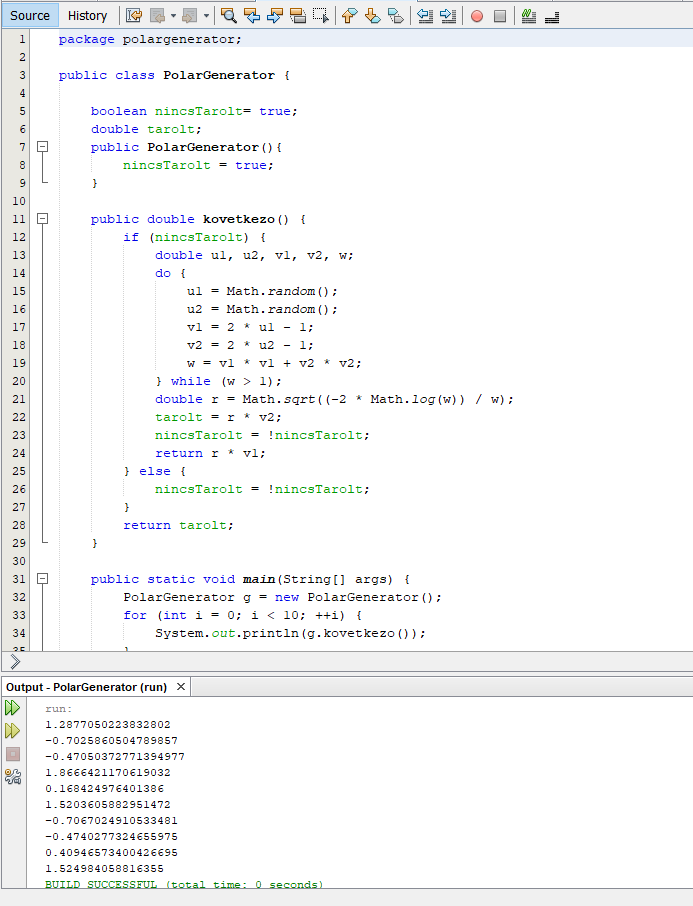 Source History
1 package polargenerator;
2
3 public class PolarGenerator {
4
5 boolean nincsTarolt= true;
6 double tarolt;
7 public PolarGenerator(){
8 nincsTarolt = true;
9 }
10
11 public double kovetkezo() {
12 if (nincsTarolt) {
13 double u1, u2, v1, v2, w;
14 do {
15 u1 = Math.random();
16 u2 = Math.random();
17 v1 = 2 * u1 - 1;
18 v2 = 2 * u2 - 1;
19 w = v1 * v1 + v2 * v2;
20 } while (w > 1);
21 double r = Math.sqrt((-2 * Math.log(w)) / w);
22 tarolt = r * v2;
23 nincsTarolt = !nincsTarolt;
24 return r * v1;
25 } else {
26 nincsTarolt = !nincsTarolt;
27 }
28 return tarolt;
29 }
30
31 public static void main(String[] args) {
32 PolarGenerator g = new PolarGenerator();
33 for (int i = 0; i < 10; ++i) {
34 System.out.println(g.kovetkezo());
35 }
Output - PolarGenerator (run) ×
run:
1.2877050223832802
-0.7025860504789857
-0.47050372771394977
1.8666421170619032
0.168424976401386
1.5203605882951472
-0.7067024910533481
-0.4740277324655975
0.40946573400426695
1.524984058816355
BUILD SUCCESSFUL (total time: 0 seconds)